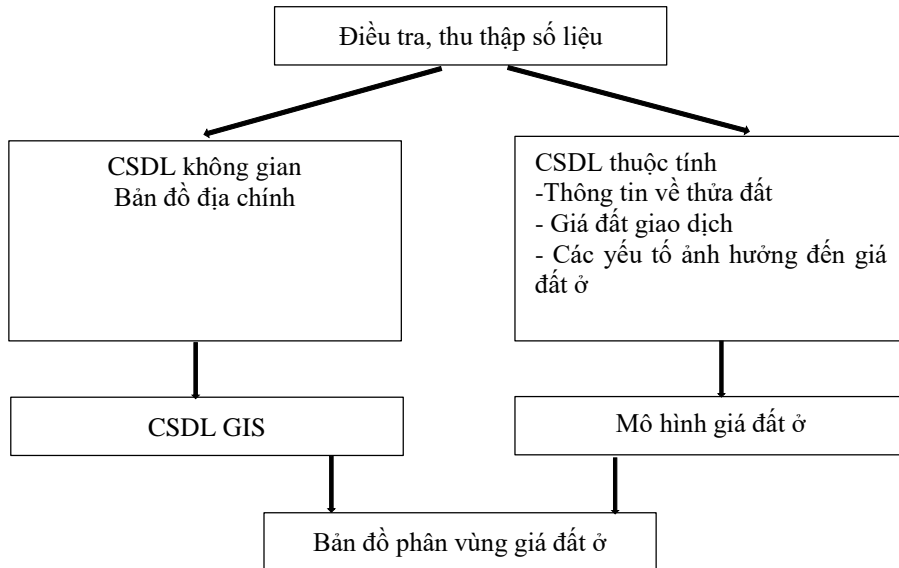 Điều tra, thu thập số liệu
CSDL không gian
Bản đồ địa chính
CSDL thuộc tính
-Thông tin về thửa đất
- Giá đất giao dịch
- Các yếu tố ảnh hưởng đến giá
đất ở
CSDL GIS
Mô hình giá đất ở
Bản đồ phân vùng giá đất ở